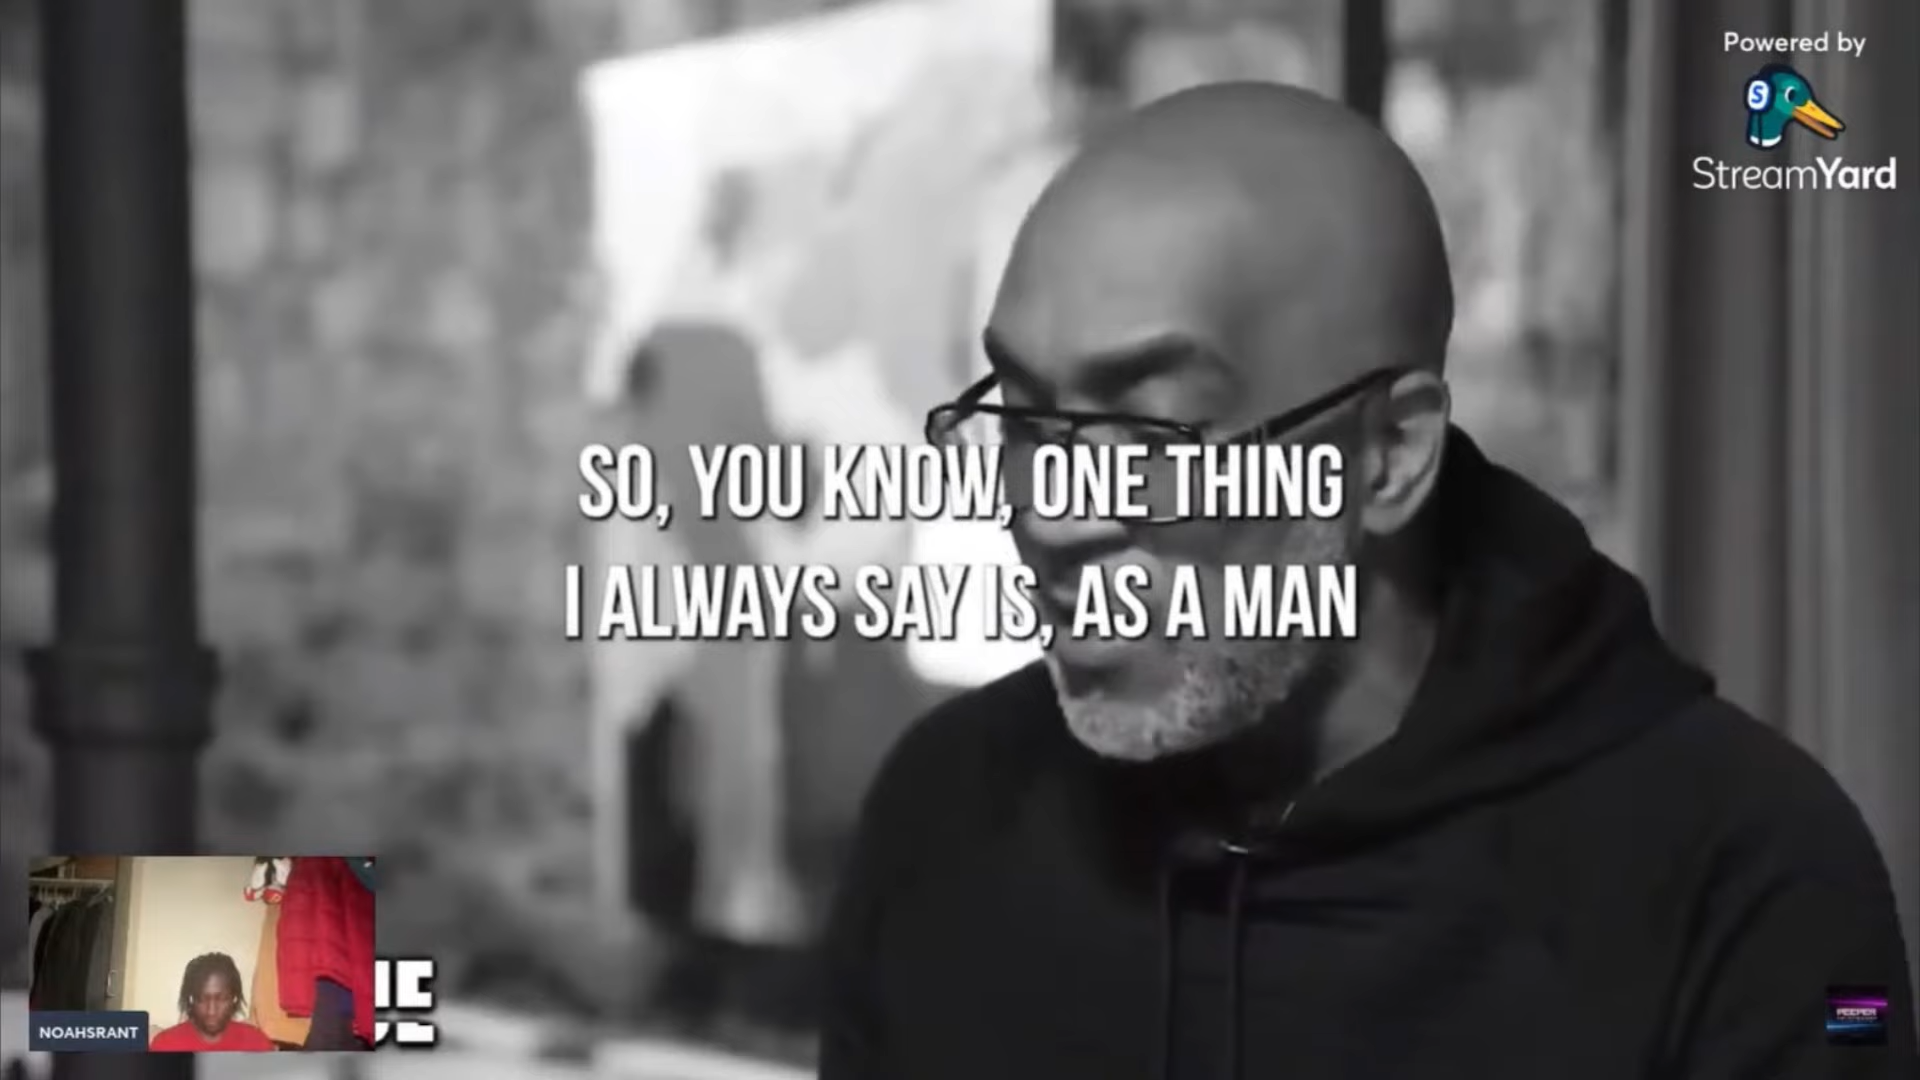 Powered by
StreamYard
SO, YOU KNOW, ONE THING
I ALWAYS SAY IS, AS A MAN
NOAHSRANT